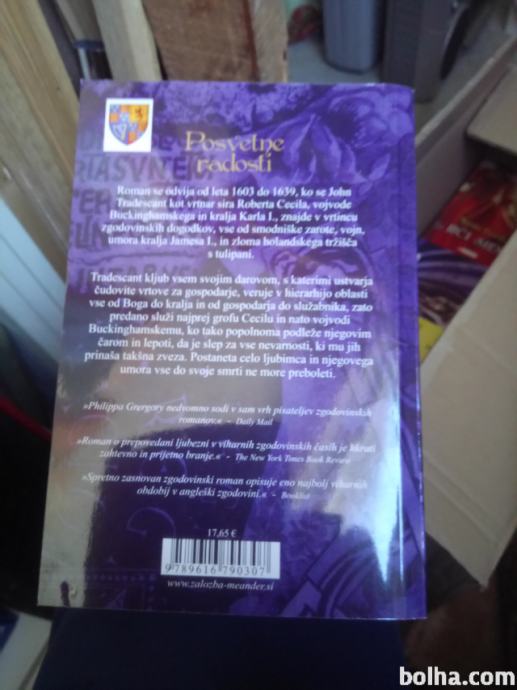 Posvetne
radosti
Roman se odvija od leta 1603 do 1639, ko se John
Tradescant kot vrtnar sira Roberta Cecila, vojvode
Buckinghamskega in kralja Karla I., znajde v vrtincu
zgodovinskih dogodkov, vse od smodniške zarote, vojn,
umora kralja Jamesa I., in zloma holandskega tržišča
s tulipani.
Tradescant kljub vsem svojim darovom, s katerimi ustvarja
čudovite vrtove za gospodarje, veruje v hierarhijo oblasti
vse od Boga do kralja in od gospodarja do služabnika, zato
predano služi najprej grofu Cecilu in nato vojvodi
Buckinghamskemu, ko tako popolnoma podleže njegovim
čarom in lepoti, da je slep za vse nevarnosti, ki mu jih
prinaša takšna zveza. Postaneta celo ljubimca in njegovega
umora vse do svoje smrti ne more preboleti.
»Philippa Gregory nedvomno sodi v sam vrh pisateljev zgodovinskih
romanov.« - Daily Mail
»Roman o prepovedani ljubezni v viharnih zgodovinskih časih je hkrati
zahtevno in prijetno branje.« - The New York Times Book Review
»Spretno zasnovan zgodovinski roman opisuje eno najbolj viharnih
obdobij v angleški zgodovini.« - Booklist
17,65 €
9 789616 790307
www.zalozba-meander.si
bolha.com